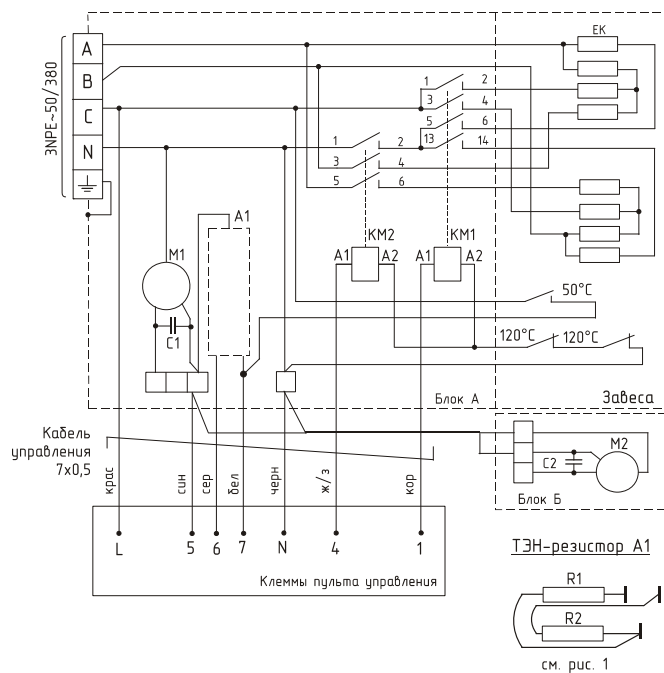 3NPE~50/380
A
B
C
N
EK
1
2
3
4
5
6
13
14
1
2
3
4
5
6
KM2
KM1
A1
A2
A1
A2
M1
A1
C1
50°C
120°C
120°C
Блок А
Завеса
Кабель
управления
7x0,5
крас
син
сер
бел
черн
ж/з
кор
M2
C2
Блок Б
L
5
6
7
N
4
1
Клеммы пульта управления
ТЭН-резистор А1
R1
R2
см. рис. 1